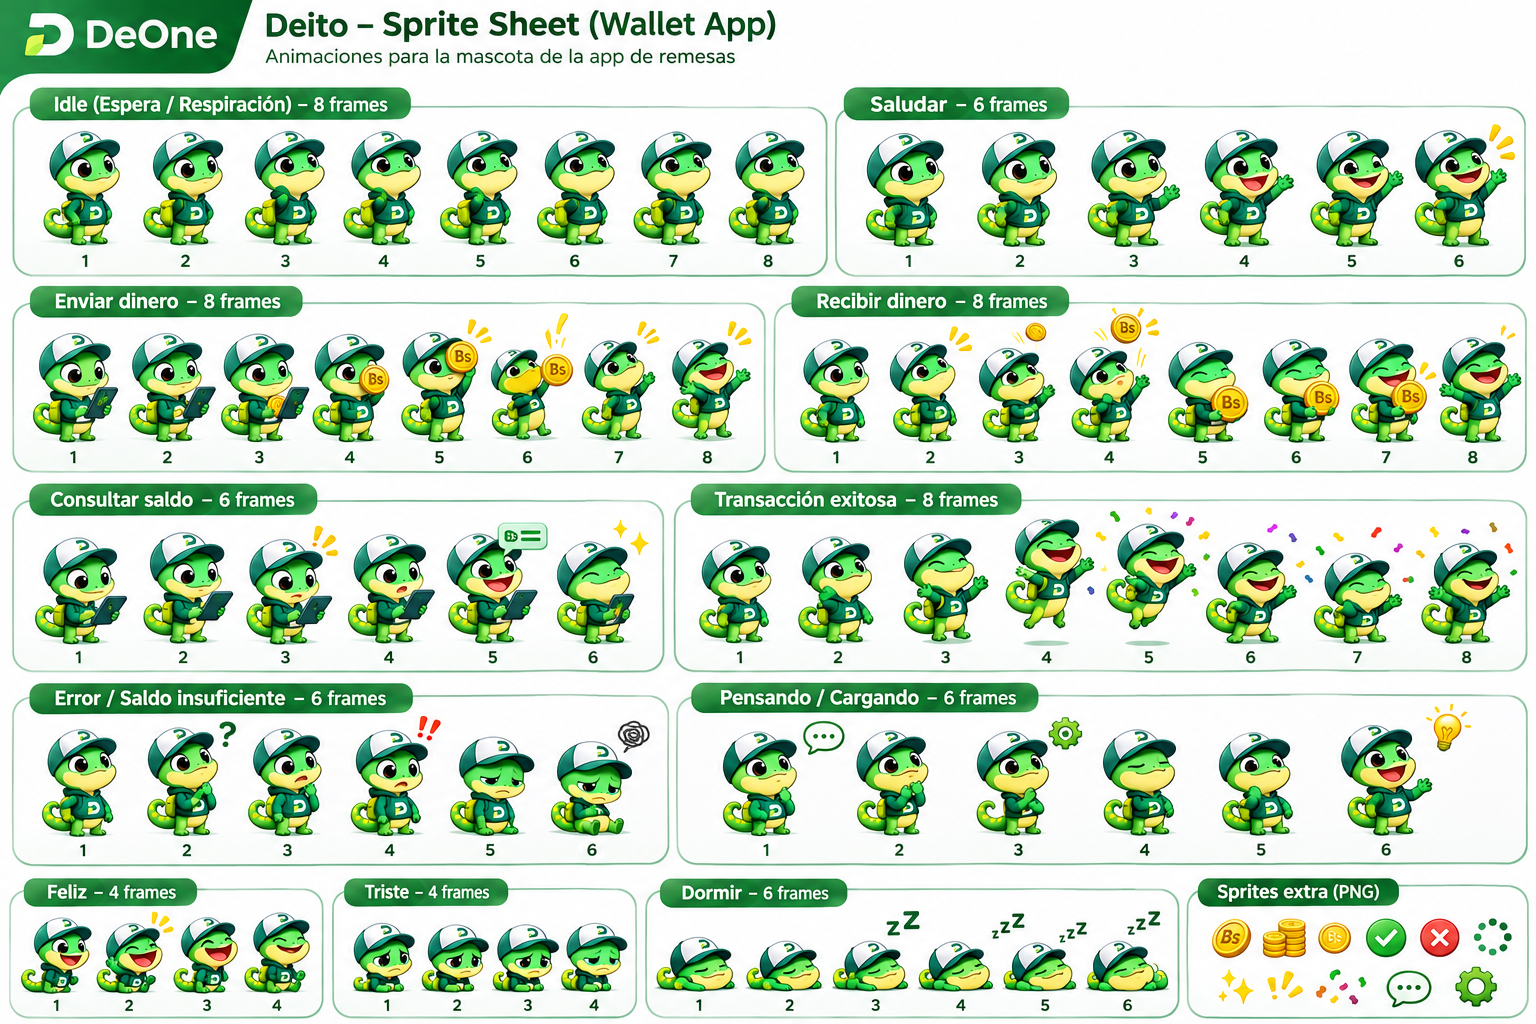 DeOne
Deito – Sprite Sheet (Wallet App)
Animaciones para la mascota de la app de remesas
Idle (Espera / Respiración) – 8 frames
1 2 3 4 5 6 7 8
Saludar – 6 frames
1 2 3 4 5 6
Enviar dinero – 8 frames
Bs Bs
1 2 3 4 5 6 7 8
Recibir dinero – 8 frames
Bs
Bs Bs Bs
1 2 3 4 5 6 7 8
Consultar saldo – 6 frames
1 2 3 4 5 6
Transacción exitosa – 8 frames
1 2 3 4 5 6 7 8
Error / Saldo insuficiente – 6 frames
? !!
1 2 3 4 5 6
Pensando / Cargando – 6 frames
1 2 3 4 5 6
Feliz – 4 frames
1 2 3 4
Triste – 4 frames
1 2 3 4
Dormir – 6 frames
zZ zzZ zzZ zzZ
1 2 3 4 5 6
Sprites extra (PNG)
Bs Bs